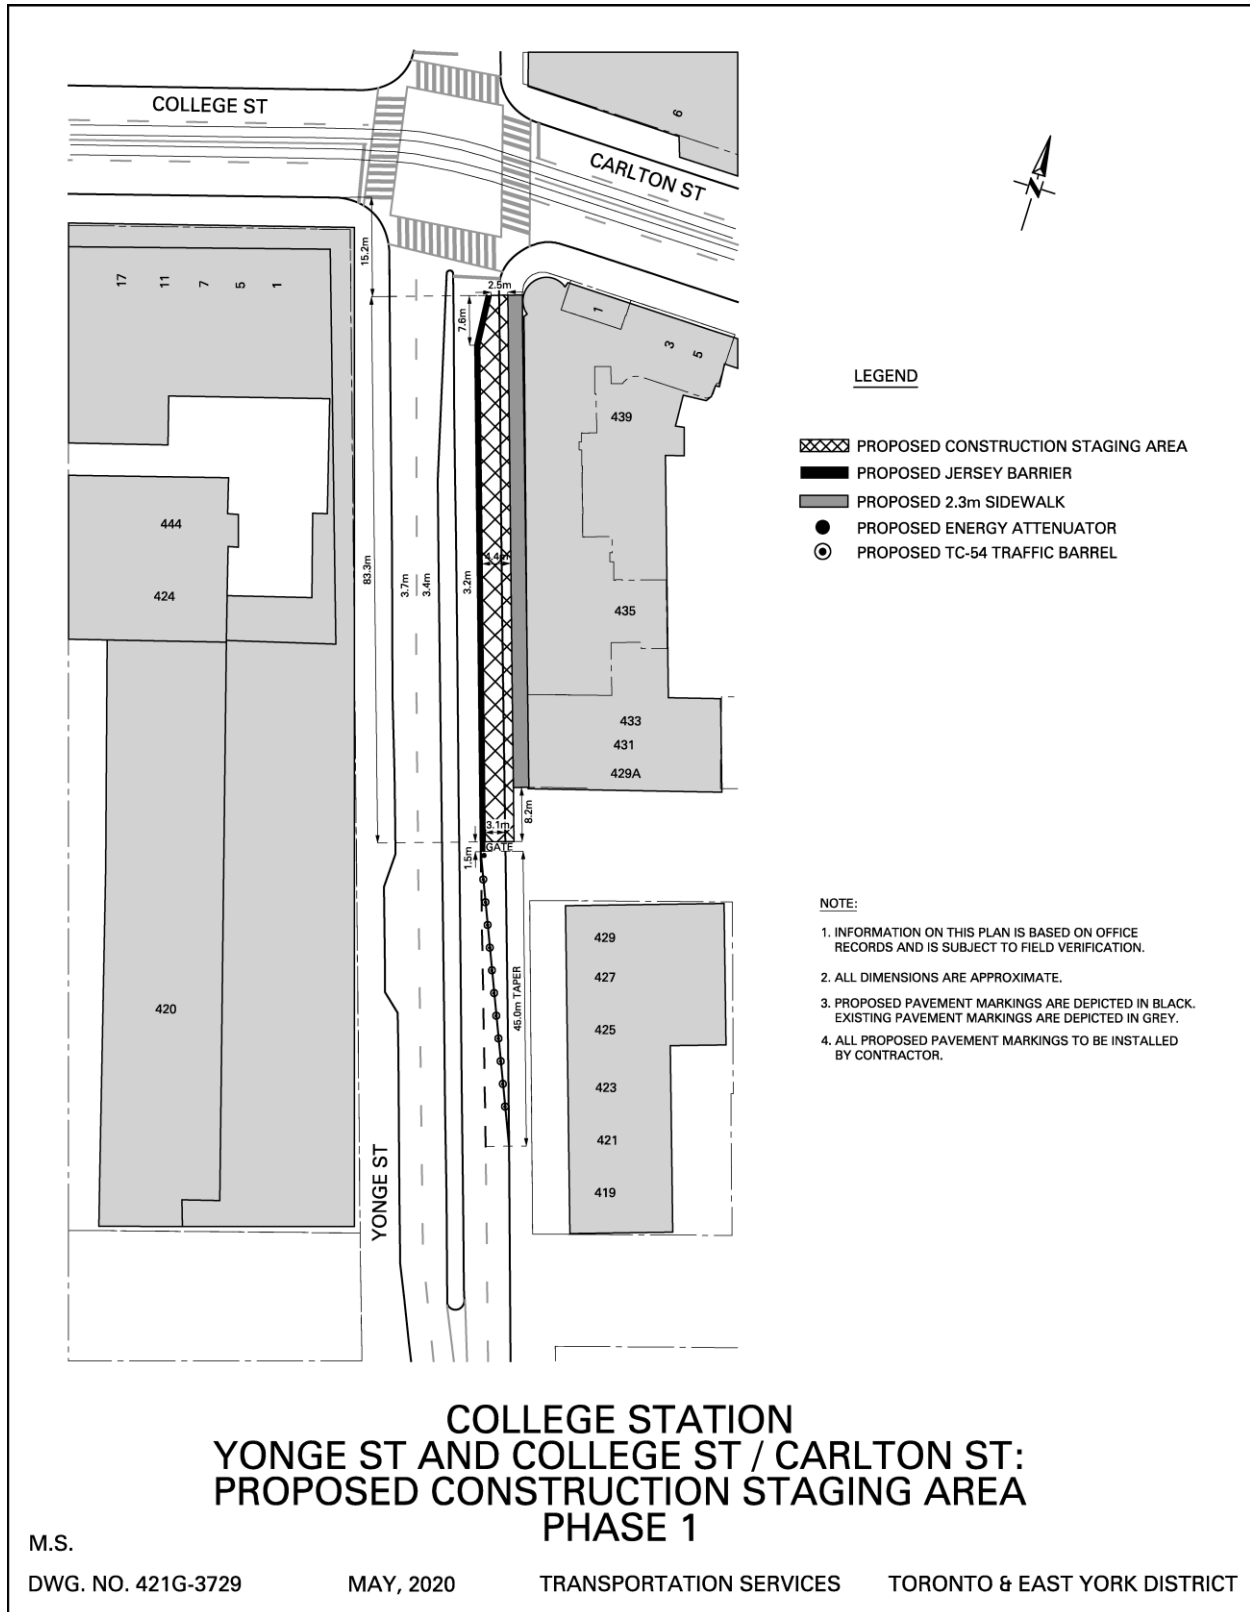 COLLEGE ST
CARLTON ST
6
N
15.2m
17
11
7
5
1
2.5m
7.6m
1
3
5
LEGEND
439
PROPOSED CONSTRUCTION STAGING AREA
PROPOSED JERSEY BARRIER
PROPOSED 2.3m SIDEWALK
PROPOSED ENERGY ATTENUATOR
PROPOSED TC-54 TRAFFIC BARREL
444
424
83.3m
3.7m
3.4m
3.2m
4.4m
435
433
431
429A
8.2m
3.1m
GATE
1.5m
45.0m TAPER
429
427
425
423
421
419
420
YONGE ST
NOTE:
1. INFORMATION ON THIS PLAN IS BASED ON OFFICE
RECORDS AND IS SUBJECT TO FIELD VERIFICATION.
2. ALL DIMENSIONS ARE APPROXIMATE.
3. PROPOSED PAVEMENT MARKINGS ARE DEPICTED IN BLACK.
EXISTING PAVEMENT MARKINGS ARE DEPICTED IN GREY.
4. ALL PROPOSED PAVEMENT MARKINGS TO BE INSTALLED
BY CONTRACTOR.
COLLEGE STATION
YONGE ST AND COLLEGE ST / CARLTON ST:
PROPOSED CONSTRUCTION STAGING AREA
PHASE 1
M.S.
DWG. NO. 421G-3729 MAY, 2020 TRANSPORTATION SERVICES TORONTO & EAST YORK DISTRICT